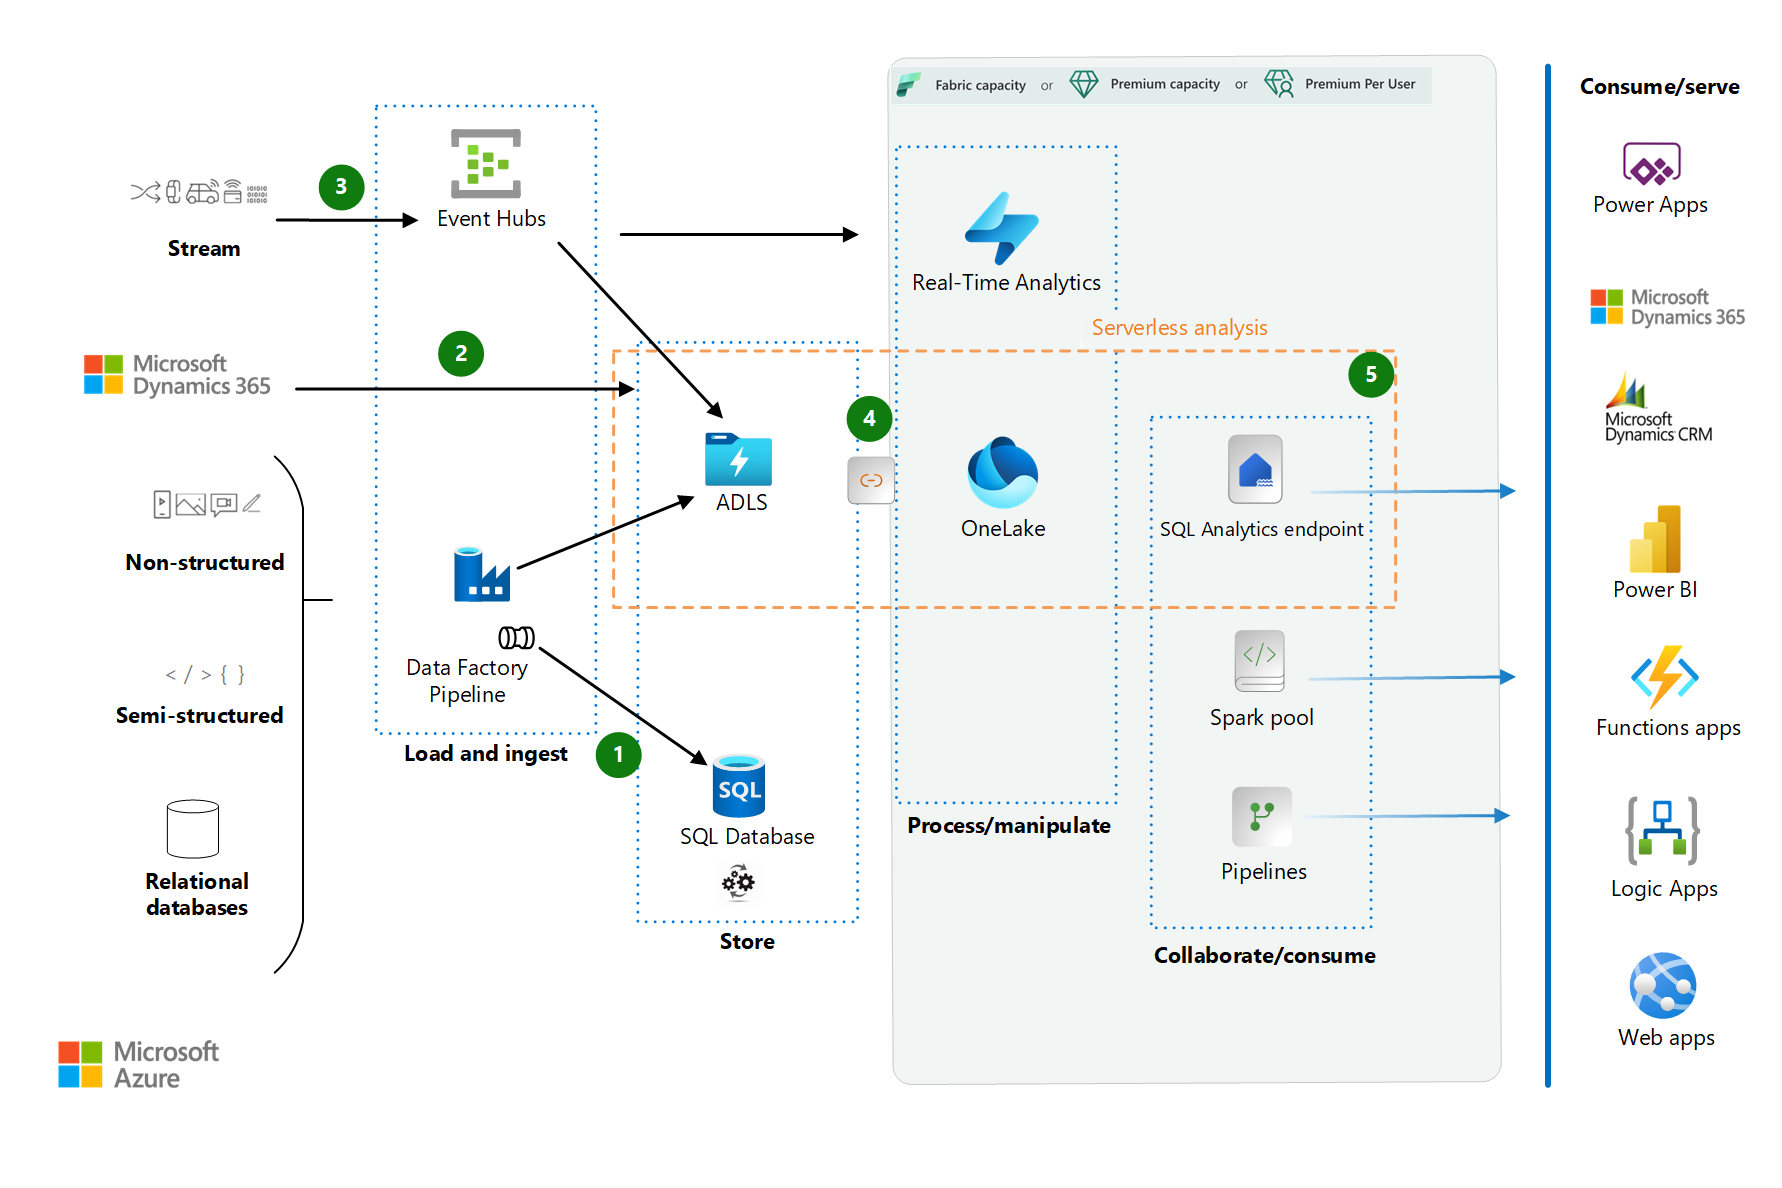 Fabric capacity or Premium capacity or Premium Per User
Consume/serve
3
Event Hubs
Stream
Real-Time Analytics
Power Apps
Serverless analysis
Microsoft
Dynamics 365
2
Microsoft
Dynamics 365
5
4
ADLS
OneLake
SQL Analytics endpoint
Microsoft
Dynamics CRM
Non-structured
Power BI
</>{ }
Semi-structured
Data Factory
Pipeline
Load and ingest
1
</>
Spark pool
Functions apps
SQL
SQL Database
Process/manipulate
Relational
databases
Pipelines
Logic Apps
Store
Collaborate/consume
Web apps
Microsoft
Azure